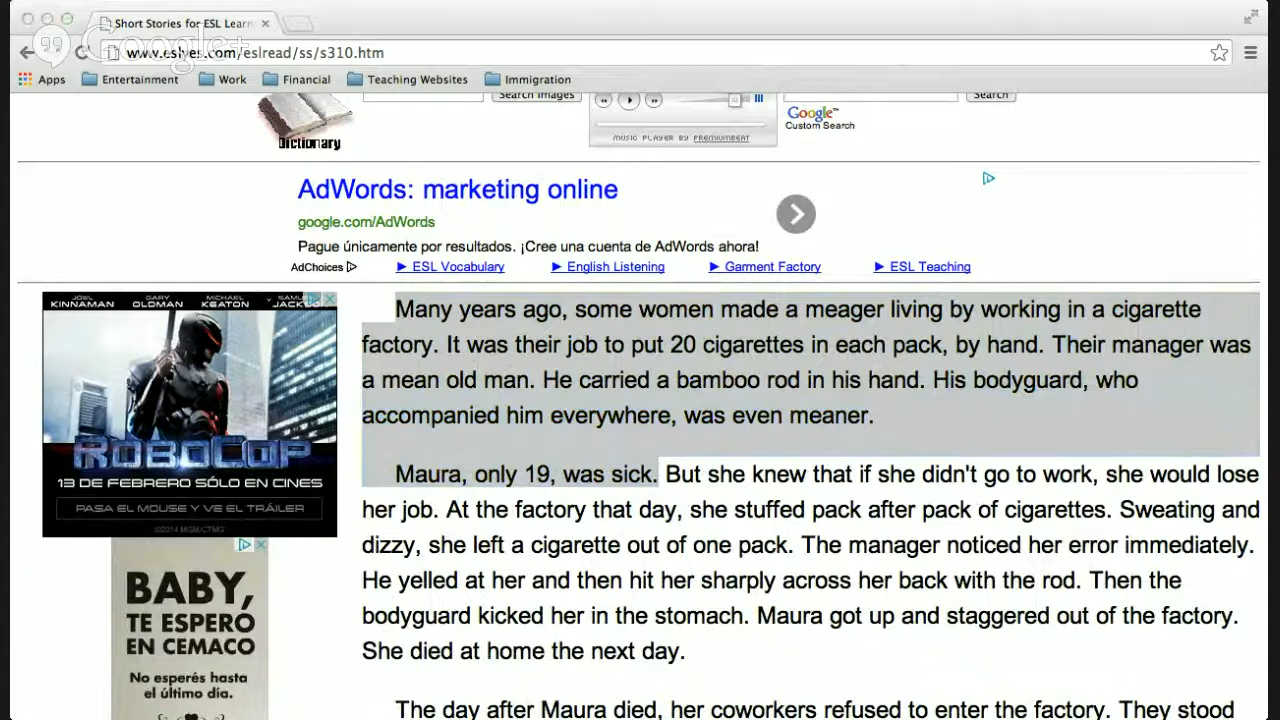 Short Stories for ESL Learn
Google+
www.eslyes.com/eslread/ss/s310.htm
Apps Entertainment Work Financial Teaching Websites Immigration
Search Images
Search
Dictionary
MUSIC PLAYER BY PREMIUMBEAT
Google™
Custom Search
AdWords: marketing online
google.com/AdWords
Pague únicamente por resultados. ¡Cree una cuenta de AdWords ahora!
AdChoices ESL Vocabulary English Listening Garment Factory ESL Teaching
JOEL KINNAMAN GARY OLDMAN MICHAEL KEATON
ROBOCOP
13 DE FEBRERO SÓLO EN CINES
PASA EL MOUSE Y VE EL TRÁILER
©2014 MGM/CTMG
BABY,
TE ESPERO
EN CEMACO
No esperés hasta
el último día.
Many years ago, some women made a meager living by working in a cigarette
factory. It was their job to put 20 cigarettes in each pack, by hand. Their manager was
a mean old man. He carried a bamboo rod in his hand. His bodyguard, who
accompanied him everywhere, was even meaner.
Maura, only 19, was sick. But she knew that if she didn't go to work, she would lose
her job. At the factory that day, she stuffed pack after pack of cigarettes. Sweating and
dizzy, she left a cigarette out of one pack. The manager noticed her error immediately.
He yelled at her and then hit her sharply across her back with the rod. Then the
bodyguard kicked her in the stomach. Maura got up and staggered out of the factory.
She died at home the next day.
The day after Maura died, her coworkers refused to enter the factory. They stood